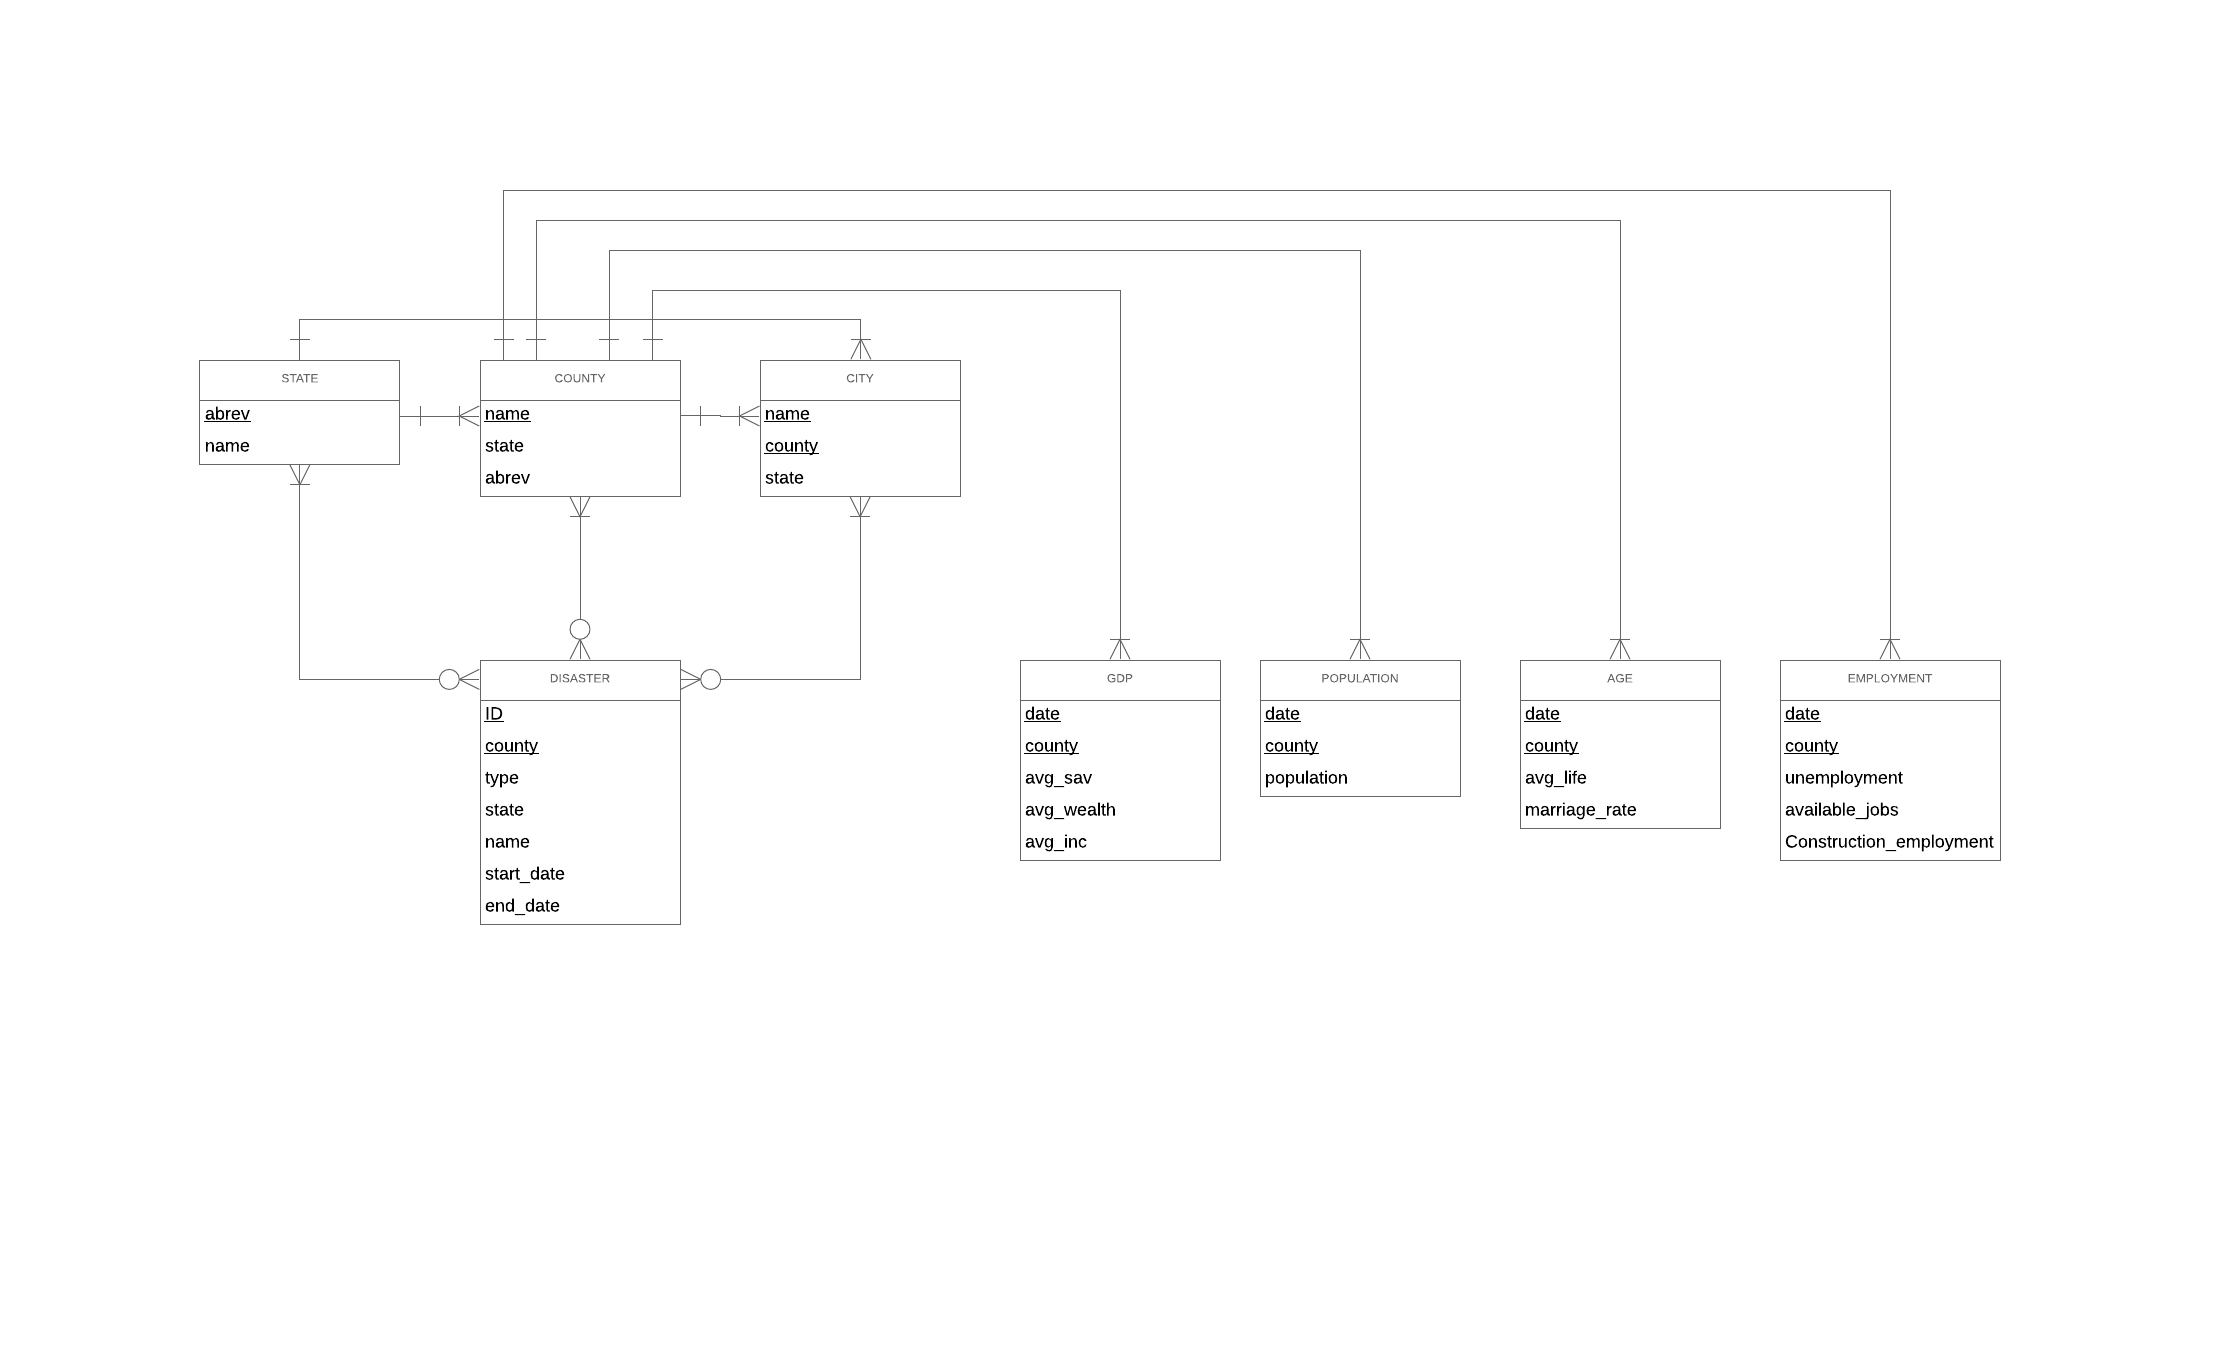 STATE
abrev
name
COUNTY
name
state
abrev
CITY
name
county
state
DISASTER
ID
county
type
state
name
start_date
end_date
GDP
date
county
avg_sav
avg_wealth
avg_inc
POPULATION
date
county
population
AGE
date
county
avg_life
marriage_rate
EMPLOYMENT
date
county
unemployment
available_jobs
Construction_employment